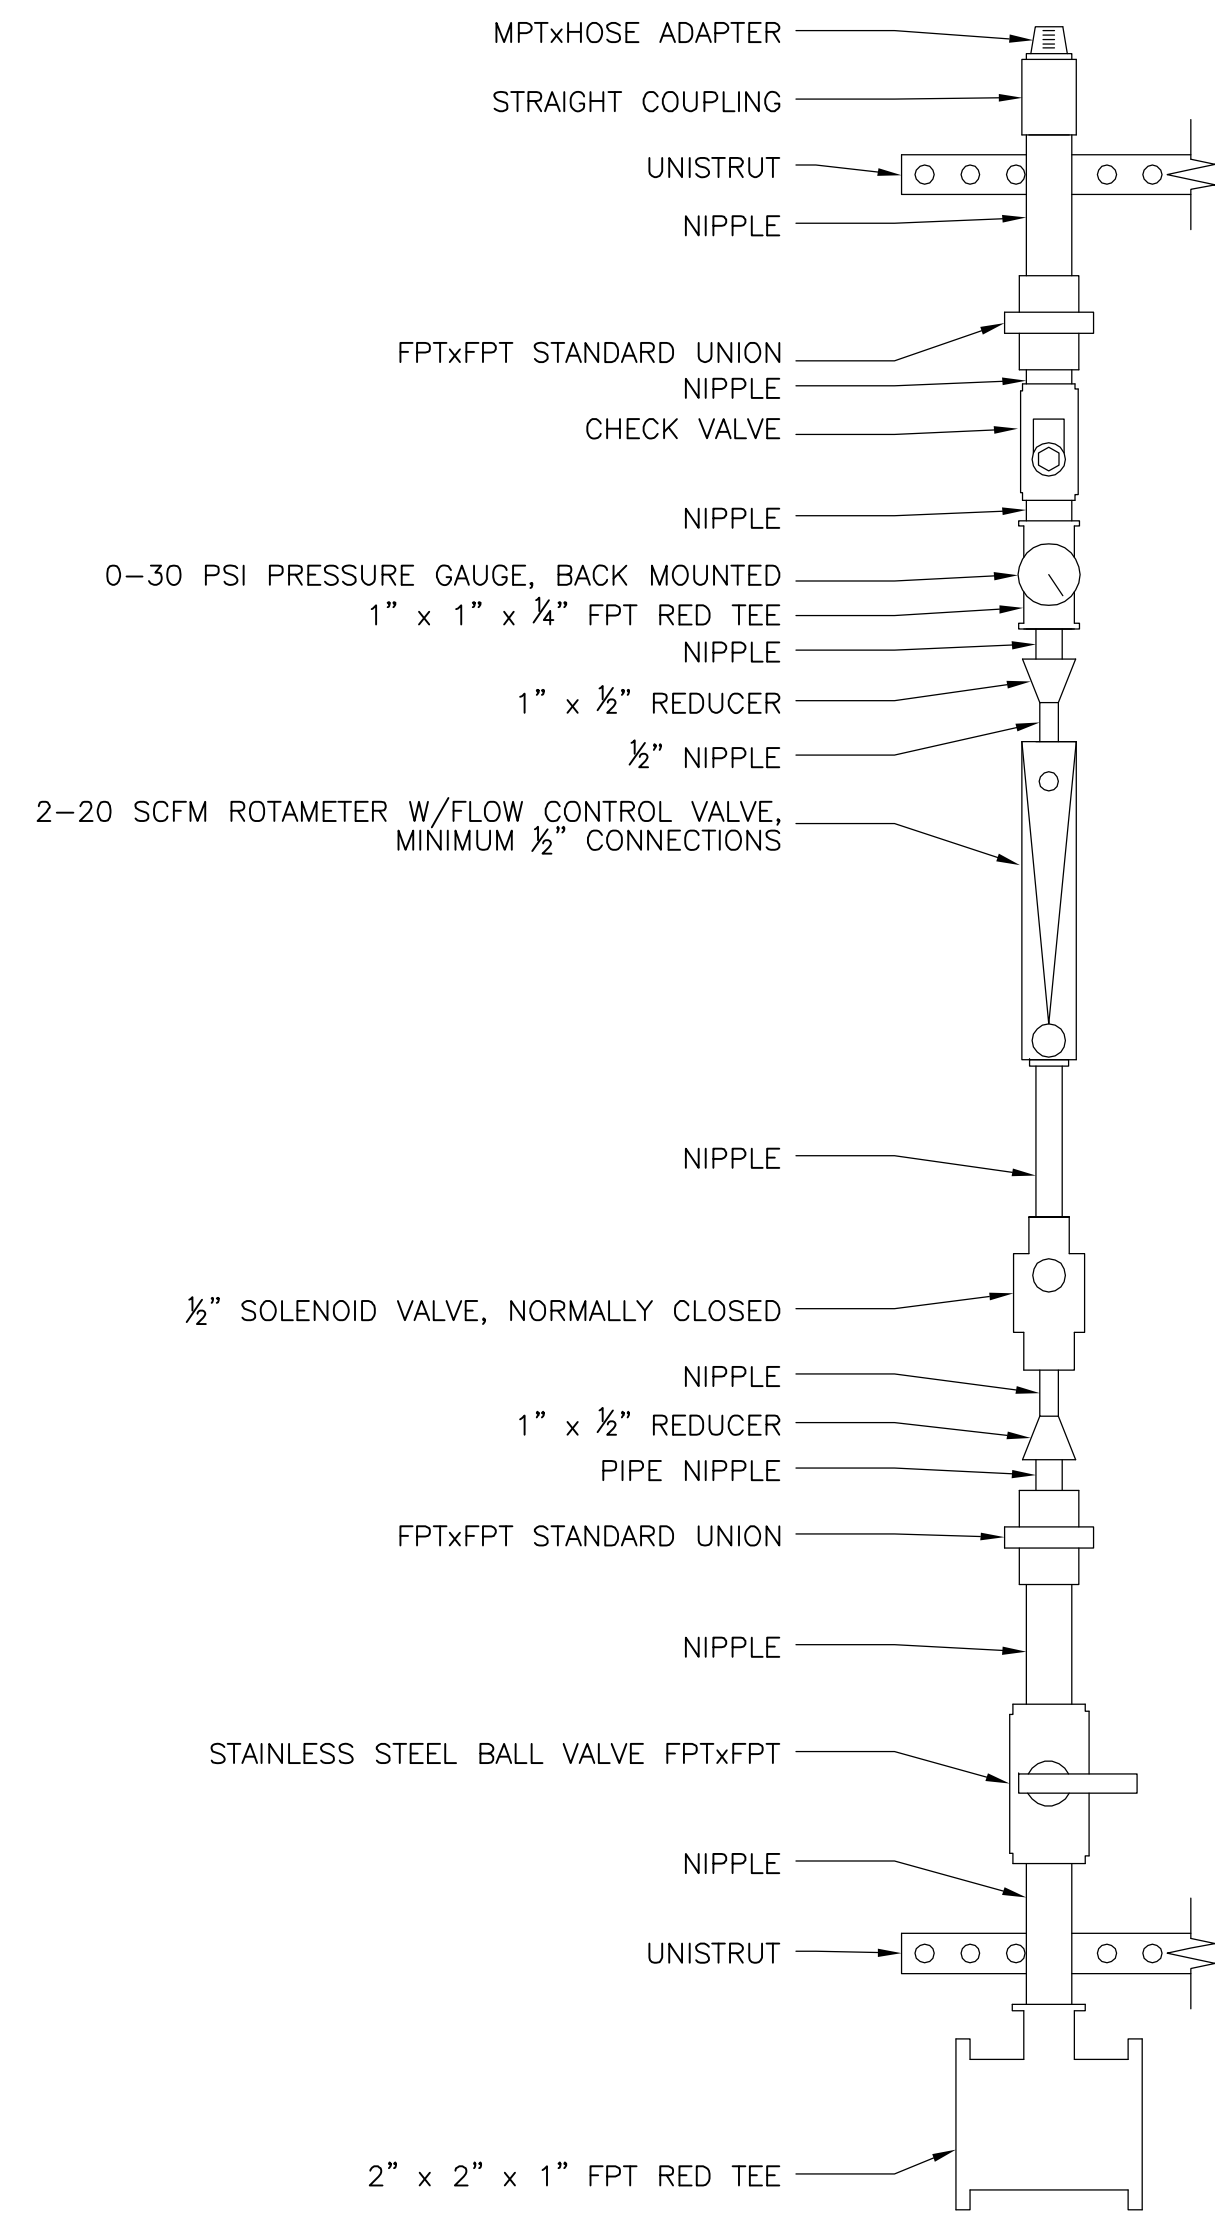 MPTxHOSE ADAPTER
STRAIGHT COUPLING
UNISTRUT
NIPPLE
FPTxFPT STANDARD UNION
NIPPLE
CHECK VALVE
NIPPLE
0-30 PSI PRESSURE GAUGE, BACK MOUNTED
1" x 1" x 1/4" FPT RED TEE
NIPPLE
1" x 1/2" REDUCER
1/2" NIPPLE
2-20 SCFM ROTAMETER W/FLOW CONTROL VALVE,
MINIMUM 1/2" CONNECTIONS
NIPPLE
1/2" SOLENOID VALVE, NORMALLY CLOSED
NIPPLE
1" x 1/2" REDUCER
PIPE NIPPLE
FPTxFPT STANDARD UNION
NIPPLE
STAINLESS STEEL BALL VALVE FPTxFPT
NIPPLE
UNISTRUT
2" x 2" x 1" FPT RED TEE